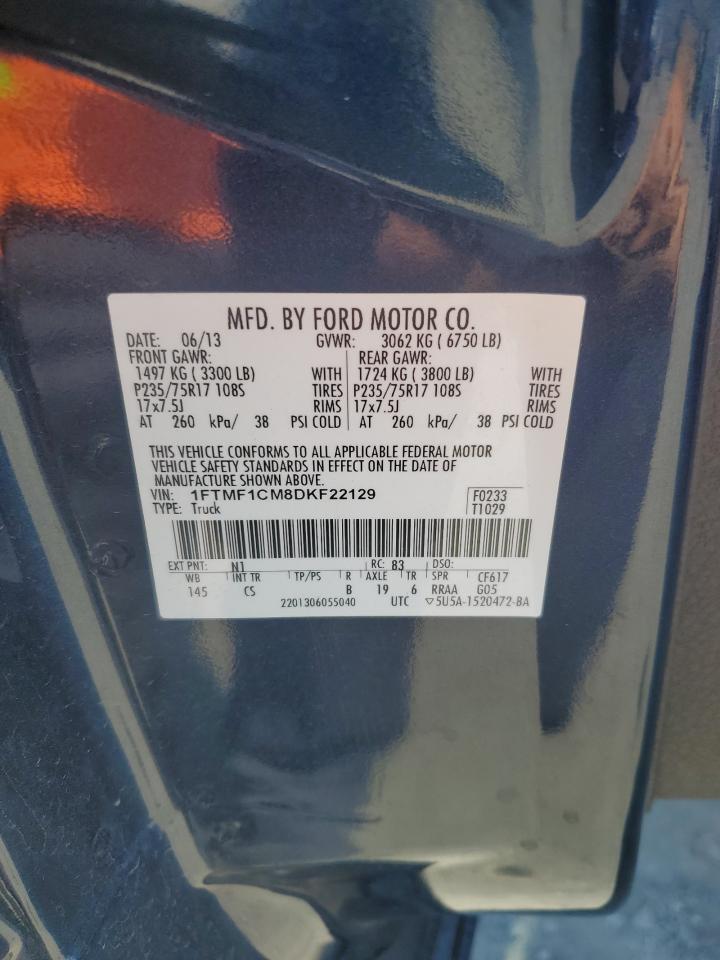 MFD. BY FORD MOTOR CO.
DATE: 06/13 GVWR: 3062 KG ( 6750 LB)
FRONT GAWR: REAR GAWR:
1497 KG ( 3300 LB) WITH 1724 KG ( 3800 LB) WITH
P235/75R17 108S TIRES P235/75R17 108S TIRES
17x7.5J RIMS 17x7.5J RIMS
AT 260 kPa/ 38 PSI COLD AT 260 kPa/ 38 PSI COLD
THIS VEHICLE CONFORMS TO ALL APPLICABLE FEDERAL MOTOR
VEHICLE SAFETY STANDARDS IN EFFECT ON THE DATE OF
MANUFACTURE SHOWN ABOVE.
VIN: 1FTMF1CM8DKF22129 F0233
TYPE: Truck T1029
EXT PNT: N1 RC: 83 DSO:
WB INT TR TP/PS R AXLE TR SPR CF617
145 CS B 19 6 RRAA G05
2201306055040 UTC ▽5U5A-1520472-BA